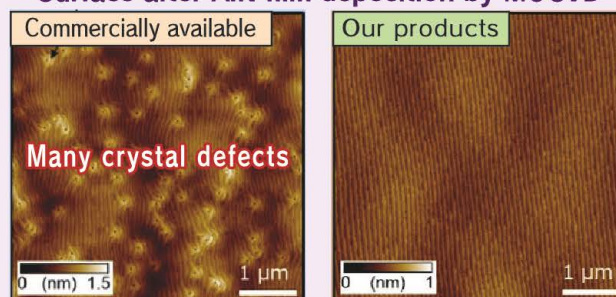 Surface after AlN film deposition by MOCVD
Commercially available
Our products
Many crystal defects
0 (nm) 1.5
1 µm
0 (nm) 1
1 µm